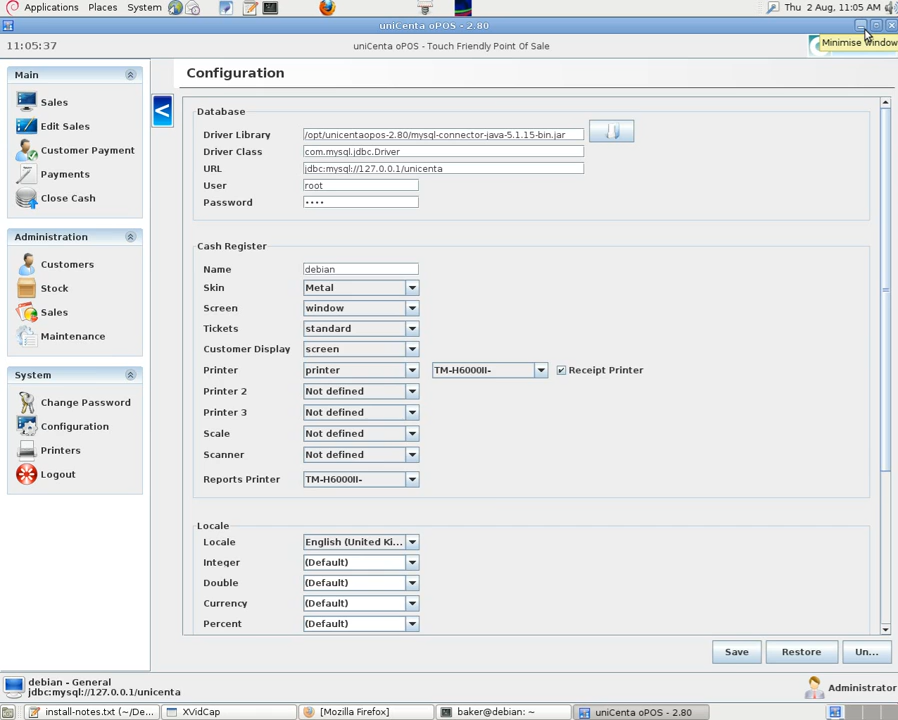 Applications Places System Thu 2 Aug, 11:05 AM
uniCenta oPOS - 2.80
11:05:37 uniCenta oPOS - Touch Friendly Point Of Sale
Minimise window
Main
Sales
Edit Sales
Customer Payment
Payments
Close Cash
Administration
Customers
Stock
Sales
Maintenance
System
Change Password
Configuration
Printers
Logout
<
Configuration
Database
Driver Library /opt/unicentaopos-2.80/mysql-connector-java-5.1.15-bin.jar
Driver Class com.mysql.jdbc.Driver
URL jdbc:mysql://127.0.0.1/unicenta
User root
Password ••••
Cash Register
Name debian
Skin Metal
Screen window
Tickets standard
Customer Display screen
Printer printer TM-H6000II- Receipt Printer
Printer 2 Not defined
Printer 3 Not defined
Scale Not defined
Scanner Not defined
Reports Printer TM-H6000II-
Locale
Locale English (United Ki...
Integer (Default)
Double (Default)
Currency (Default)
Percent (Default)
Save Restore Un...
debian - General
jdbc:mysql://127.0.0.1/unicenta
Administrator
install-notes.txt (~/De... XVidCap [Mozilla Firefox] baker@debian: ~ uniCenta oPOS - 2.80